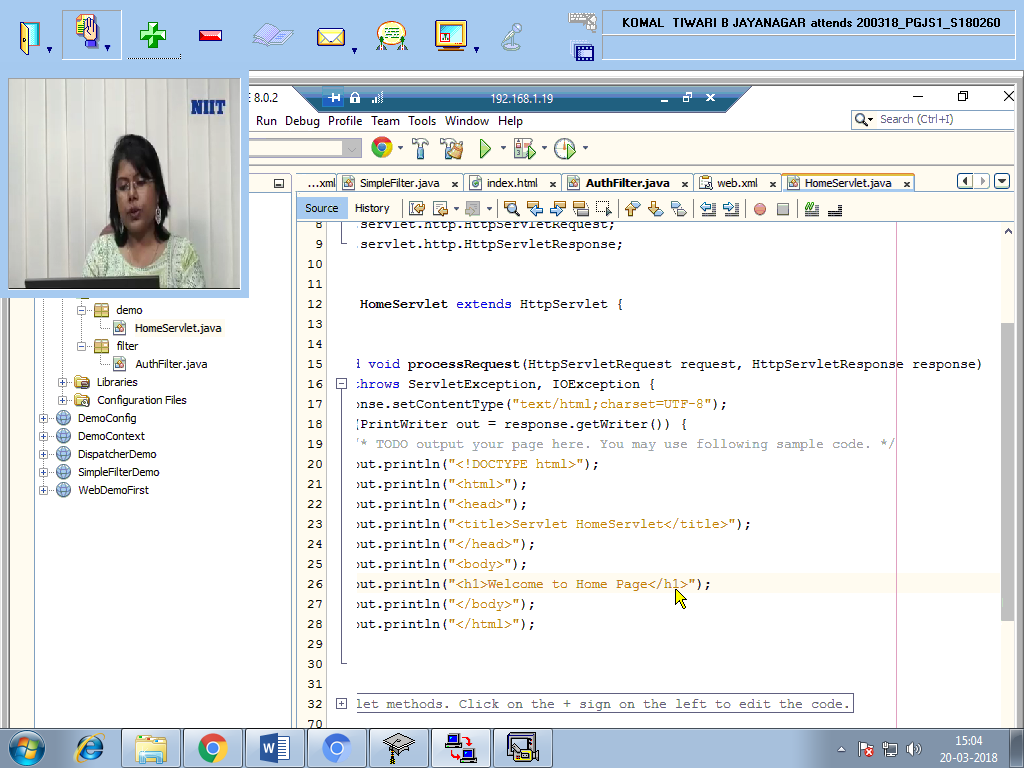 KOMAL TIWARI B JAYANAGAR attends 200318_PGJS1_S180260
NIIT
8.0.2
192.168.1.19
Run Debug Profile Team Tools Window Help
Search (Ctrl+I)
...xml SimpleFilter.java index.html AuthFilter.java web.xml HomeServlet.java
Source History
8 .servlet.http.HttpServletRequest;
9 .servlet.http.HttpServletResponse;
10
11
12 HomeServlet extends HttpServlet {
13
14
15 d void processRequest(HttpServletRequest request, HttpServletResponse response)
16 throws ServletException, IOException {
17 onse.setContentType("text/html;charset=UTF-8");
18 (PrintWriter out = response.getWriter()) {
19 /* TODO output your page here. You may use following sample code. */
20 out.println("<!DOCTYPE html>");
21 out.println("<html>");
22 out.println("<head>");
23 out.println("<title>Servlet HomeServlet</title>");
24 out.println("</head>");
25 out.println("<body>");
26 out.println("<h1>Welcome to Home Page</h1>");
27 out.println("</body>");
28 out.println("</html>");
29
30
31
32 let methods. Click on the + sign on the left to edit the code.
70
demo
HomeServlet.java
filter
AuthFilter.java
Libraries
Configuration Files
DemoConfig
DemoContext
DispatcherDemo
SimpleFilterDemo
WebDemoFirst
15:04
20-03-2018